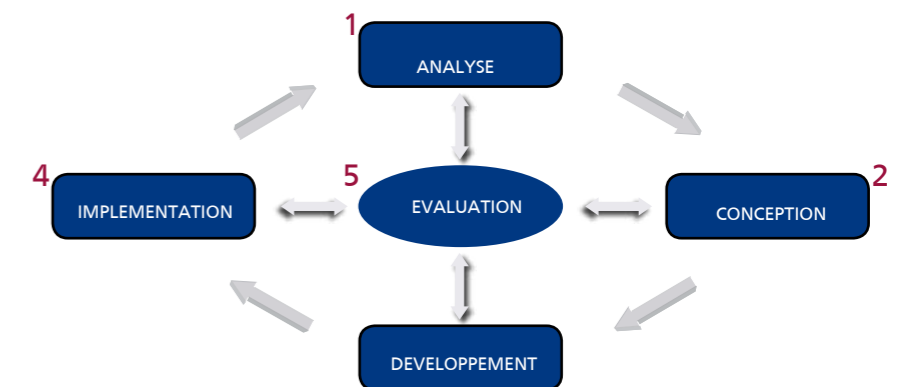 1
ANALYSE
4
IMPLEMENTATION
5
EVALUATION
2
CONCEPTION
DEVELOPPEMENT